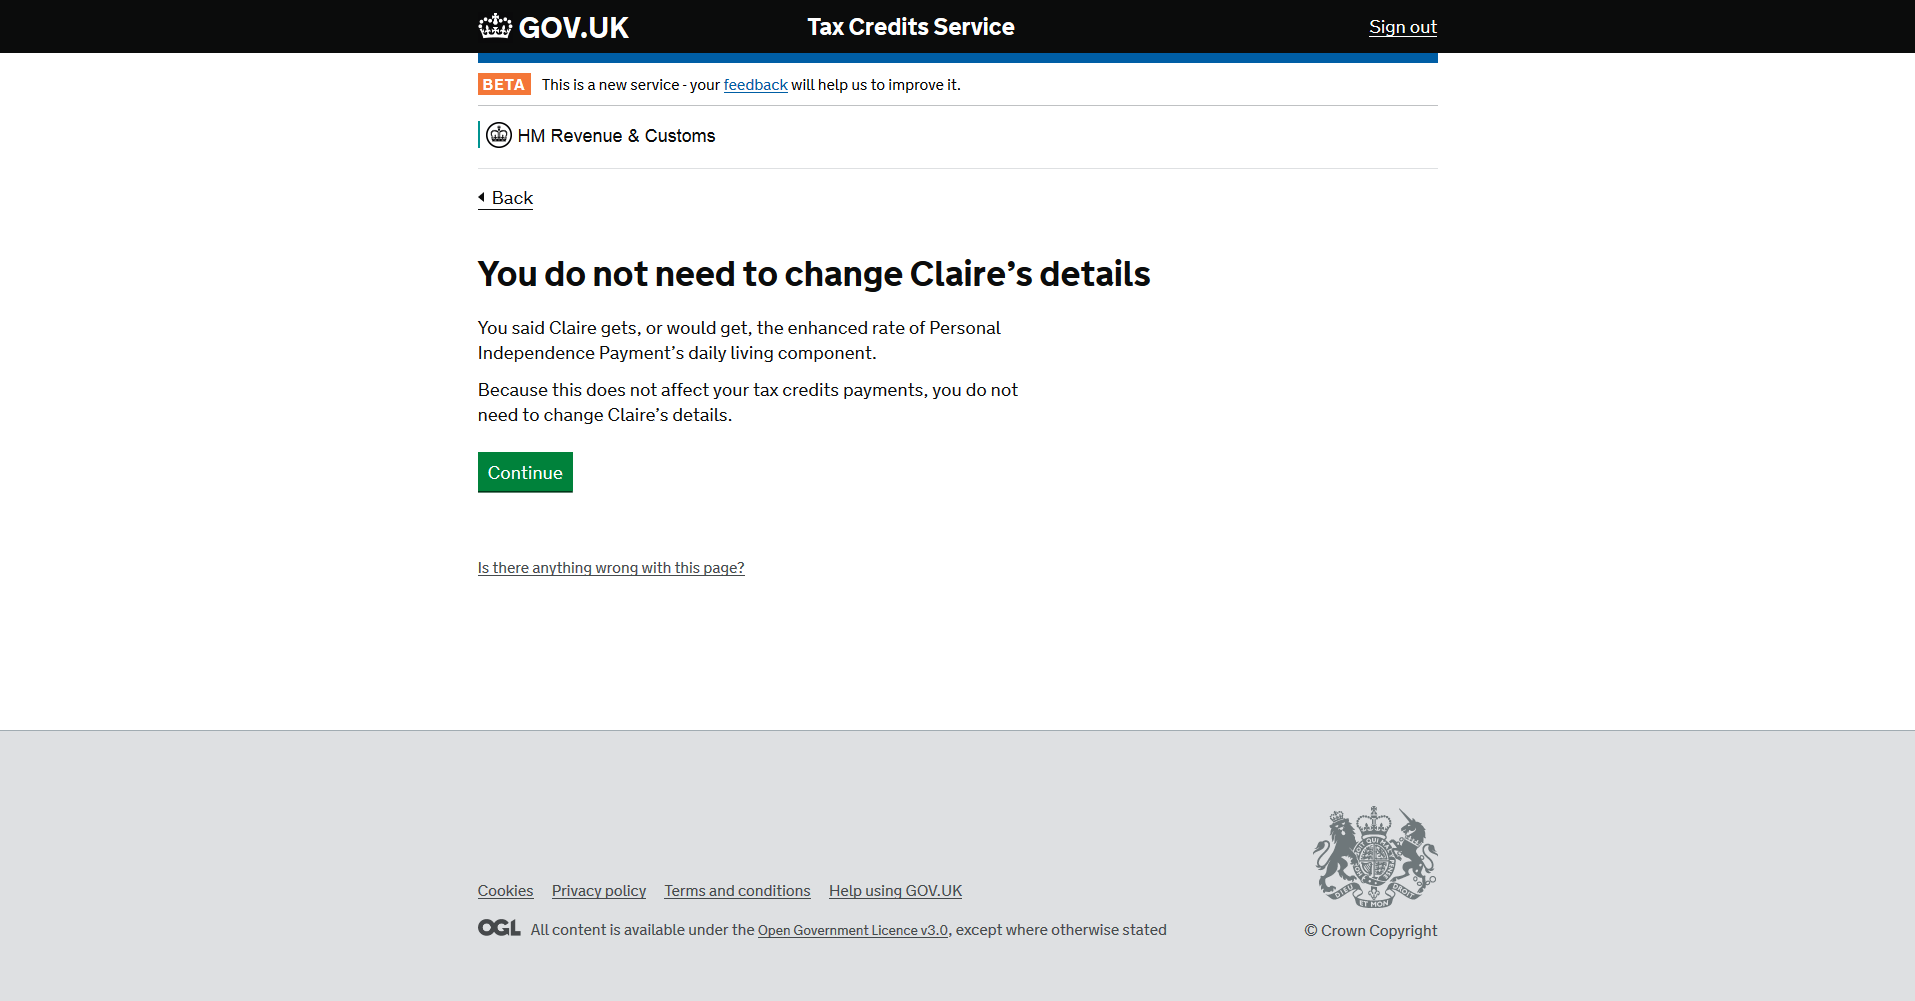 GOV.UK Tax Credits Service Sign out
BETA This is a new service - your feedback will help us to improve it.
HM Revenue & Customs
Back
You do not need to change Claire’s details
You said Claire gets, or would get, the enhanced rate of Personal
Independence Payment’s daily living component.
Because this does not affect your tax credits payments, you do not
need to change Claire’s details.
Continue
Is there anything wrong with this page?
Cookies Privacy policy Terms and conditions Help using GOV.UK
OGL All content is available under the Open Government Licence v3.0, except where otherwise stated
DIEU ET MON DROIT
© Crown Copyright